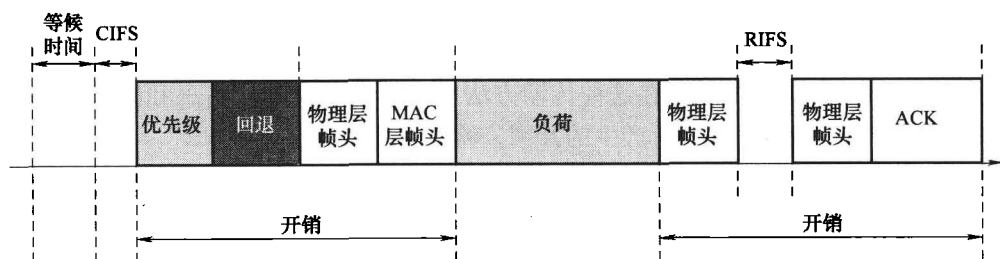 等候
时间
CIFS
RIFS
优先级
回退
物理层
帧头
MAC
层帧头
负荷
物理层
帧头
物理层
帧头
ACK
开销
开销